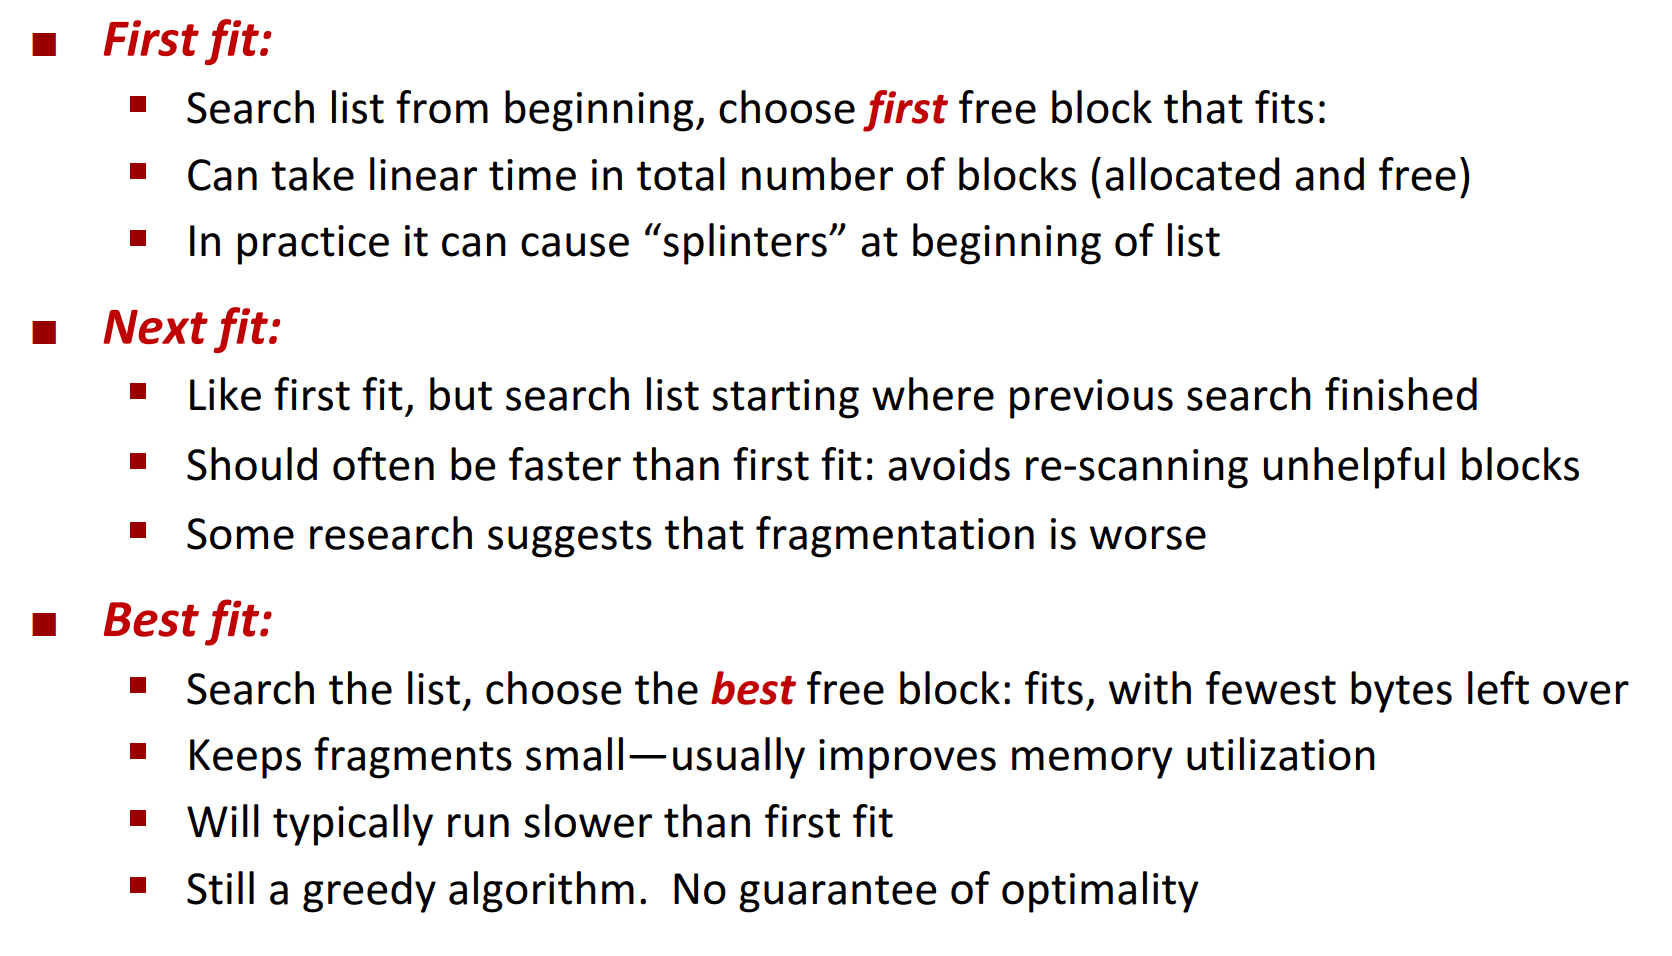 First fit:
Search list from beginning, choose first free block that fits:
Can take linear time in total number of blocks (allocated and free)
In practice it can cause “splinters” at beginning of list
Next fit:
Like first fit, but search list starting where previous search finished
Should often be faster than first fit: avoids re-scanning unhelpful blocks
Some research suggests that fragmentation is worse
Best fit:
Search the list, choose the best free block: fits, with fewest bytes left over
Keeps fragments small—usually improves memory utilization
Will typically run slower than first fit
Still a greedy algorithm.  No guarantee of optimality